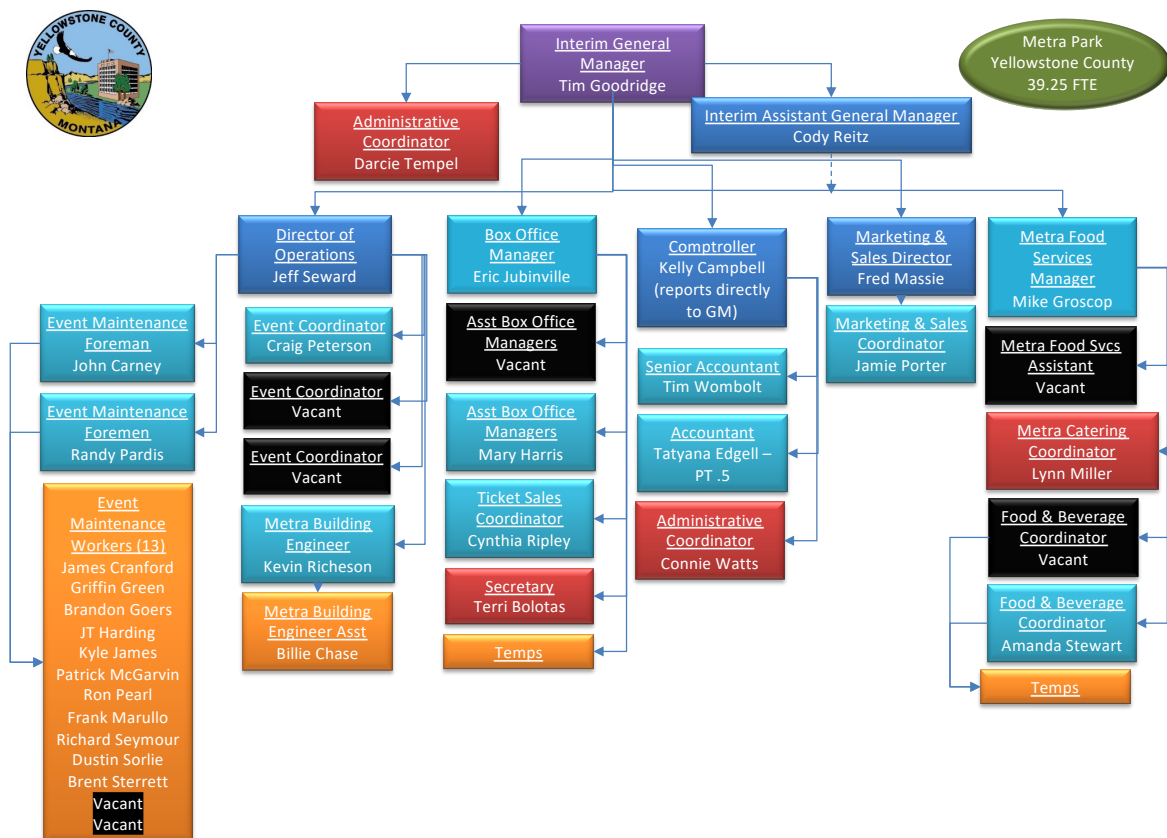 YELLOWSTONE COUNTY
MONTANA
Interim General
Manager
Tim Goodridge
Metra Park
Yellowstone County
39.25 FTE
Administrative
Coordinator
Darcie Tempel
Interim Assistant General Manager
Cody Reitz
Director of
Operations
Jeff Seward
Box Office
Manager
Eric Jubinville
Comptroller
Kelly Campbell
(reports directly
to GM)
Marketing &
Sales Director
Fred Massie
Metra Food
Services
Manager
Mike Groscop
Event Maintenance
Foreman
John Carney
Event Maintenance
Foremen
Randy Pardis
Event
Maintenance
Workers (13)
James Cranford
Griffin Green
Brandon Goers
JT Harding
Kyle James
Patrick McGarvin
Ron Pearl
Frank Marullo
Richard Seymour
Dustin Sorlie
Brent Sterrett
Vacant
Vacant
Event Coordinator
Craig Peterson
Event Coordinator
Vacant
Event Coordinator
Vacant
Metra Building
Engineer
Kevin Richeson
Metra Building
Engineer Asst
Billie Chase
Asst Box Office
Managers
Vacant
Asst Box Office
Managers
Mary Harris
Ticket Sales
Coordinator
Cynthia Ripley
Secretary
Terri Bolotas
Temps
Senior Accountant
Tim Wombolt
Accountant
Tatyana Edgell –
PT .5
Administrative
Coordinator
Connie Watts
Marketing & Sales
Coordinator
Jamie Porter
Metra Food Svcs
Assistant
Vacant
Metra Catering
Coordinator
Lynn Miller
Food & Beverage
Coordinator
Vacant
Food & Beverage
Coordinator
Amanda Stewart
Temps